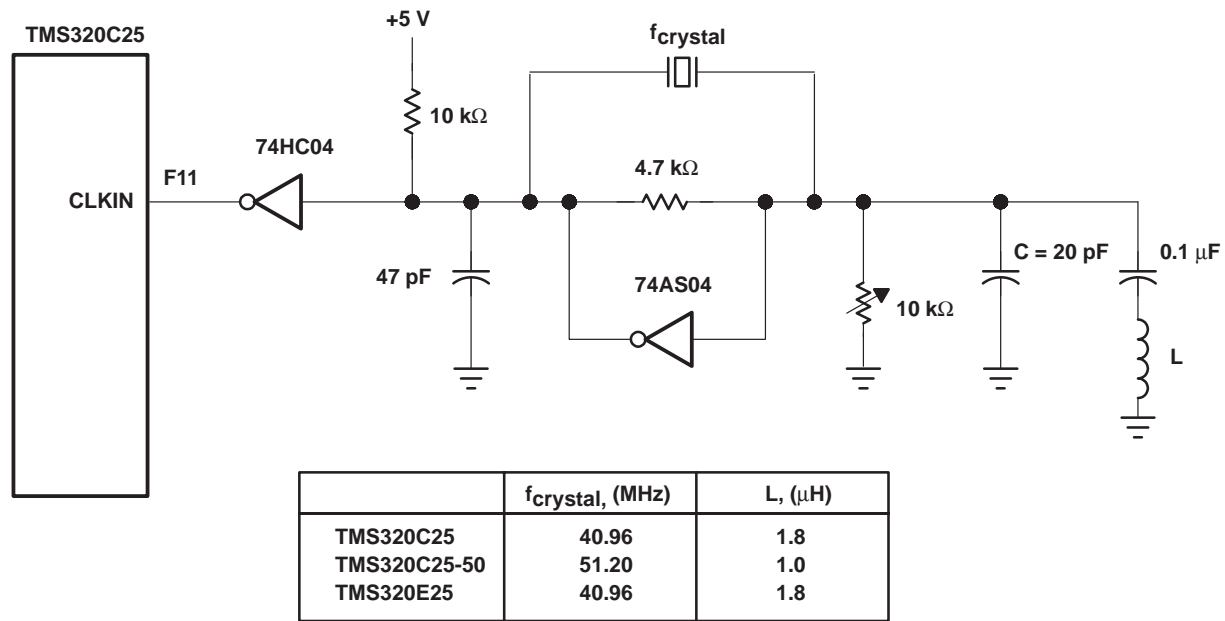 TMS320C25
+5 V
fcrystal
10 kΩ
74HC04
4.7 kΩ
F11
CLKIN
47 pF
74AS04
10 kΩ
C = 20 pF
0.1 μF
L
fcrystal, (MHz) L, (μH)
TMS320C25 40.96 1.8
TMS320C25-50 51.20 1.0
TMS320E25 40.96 1.8